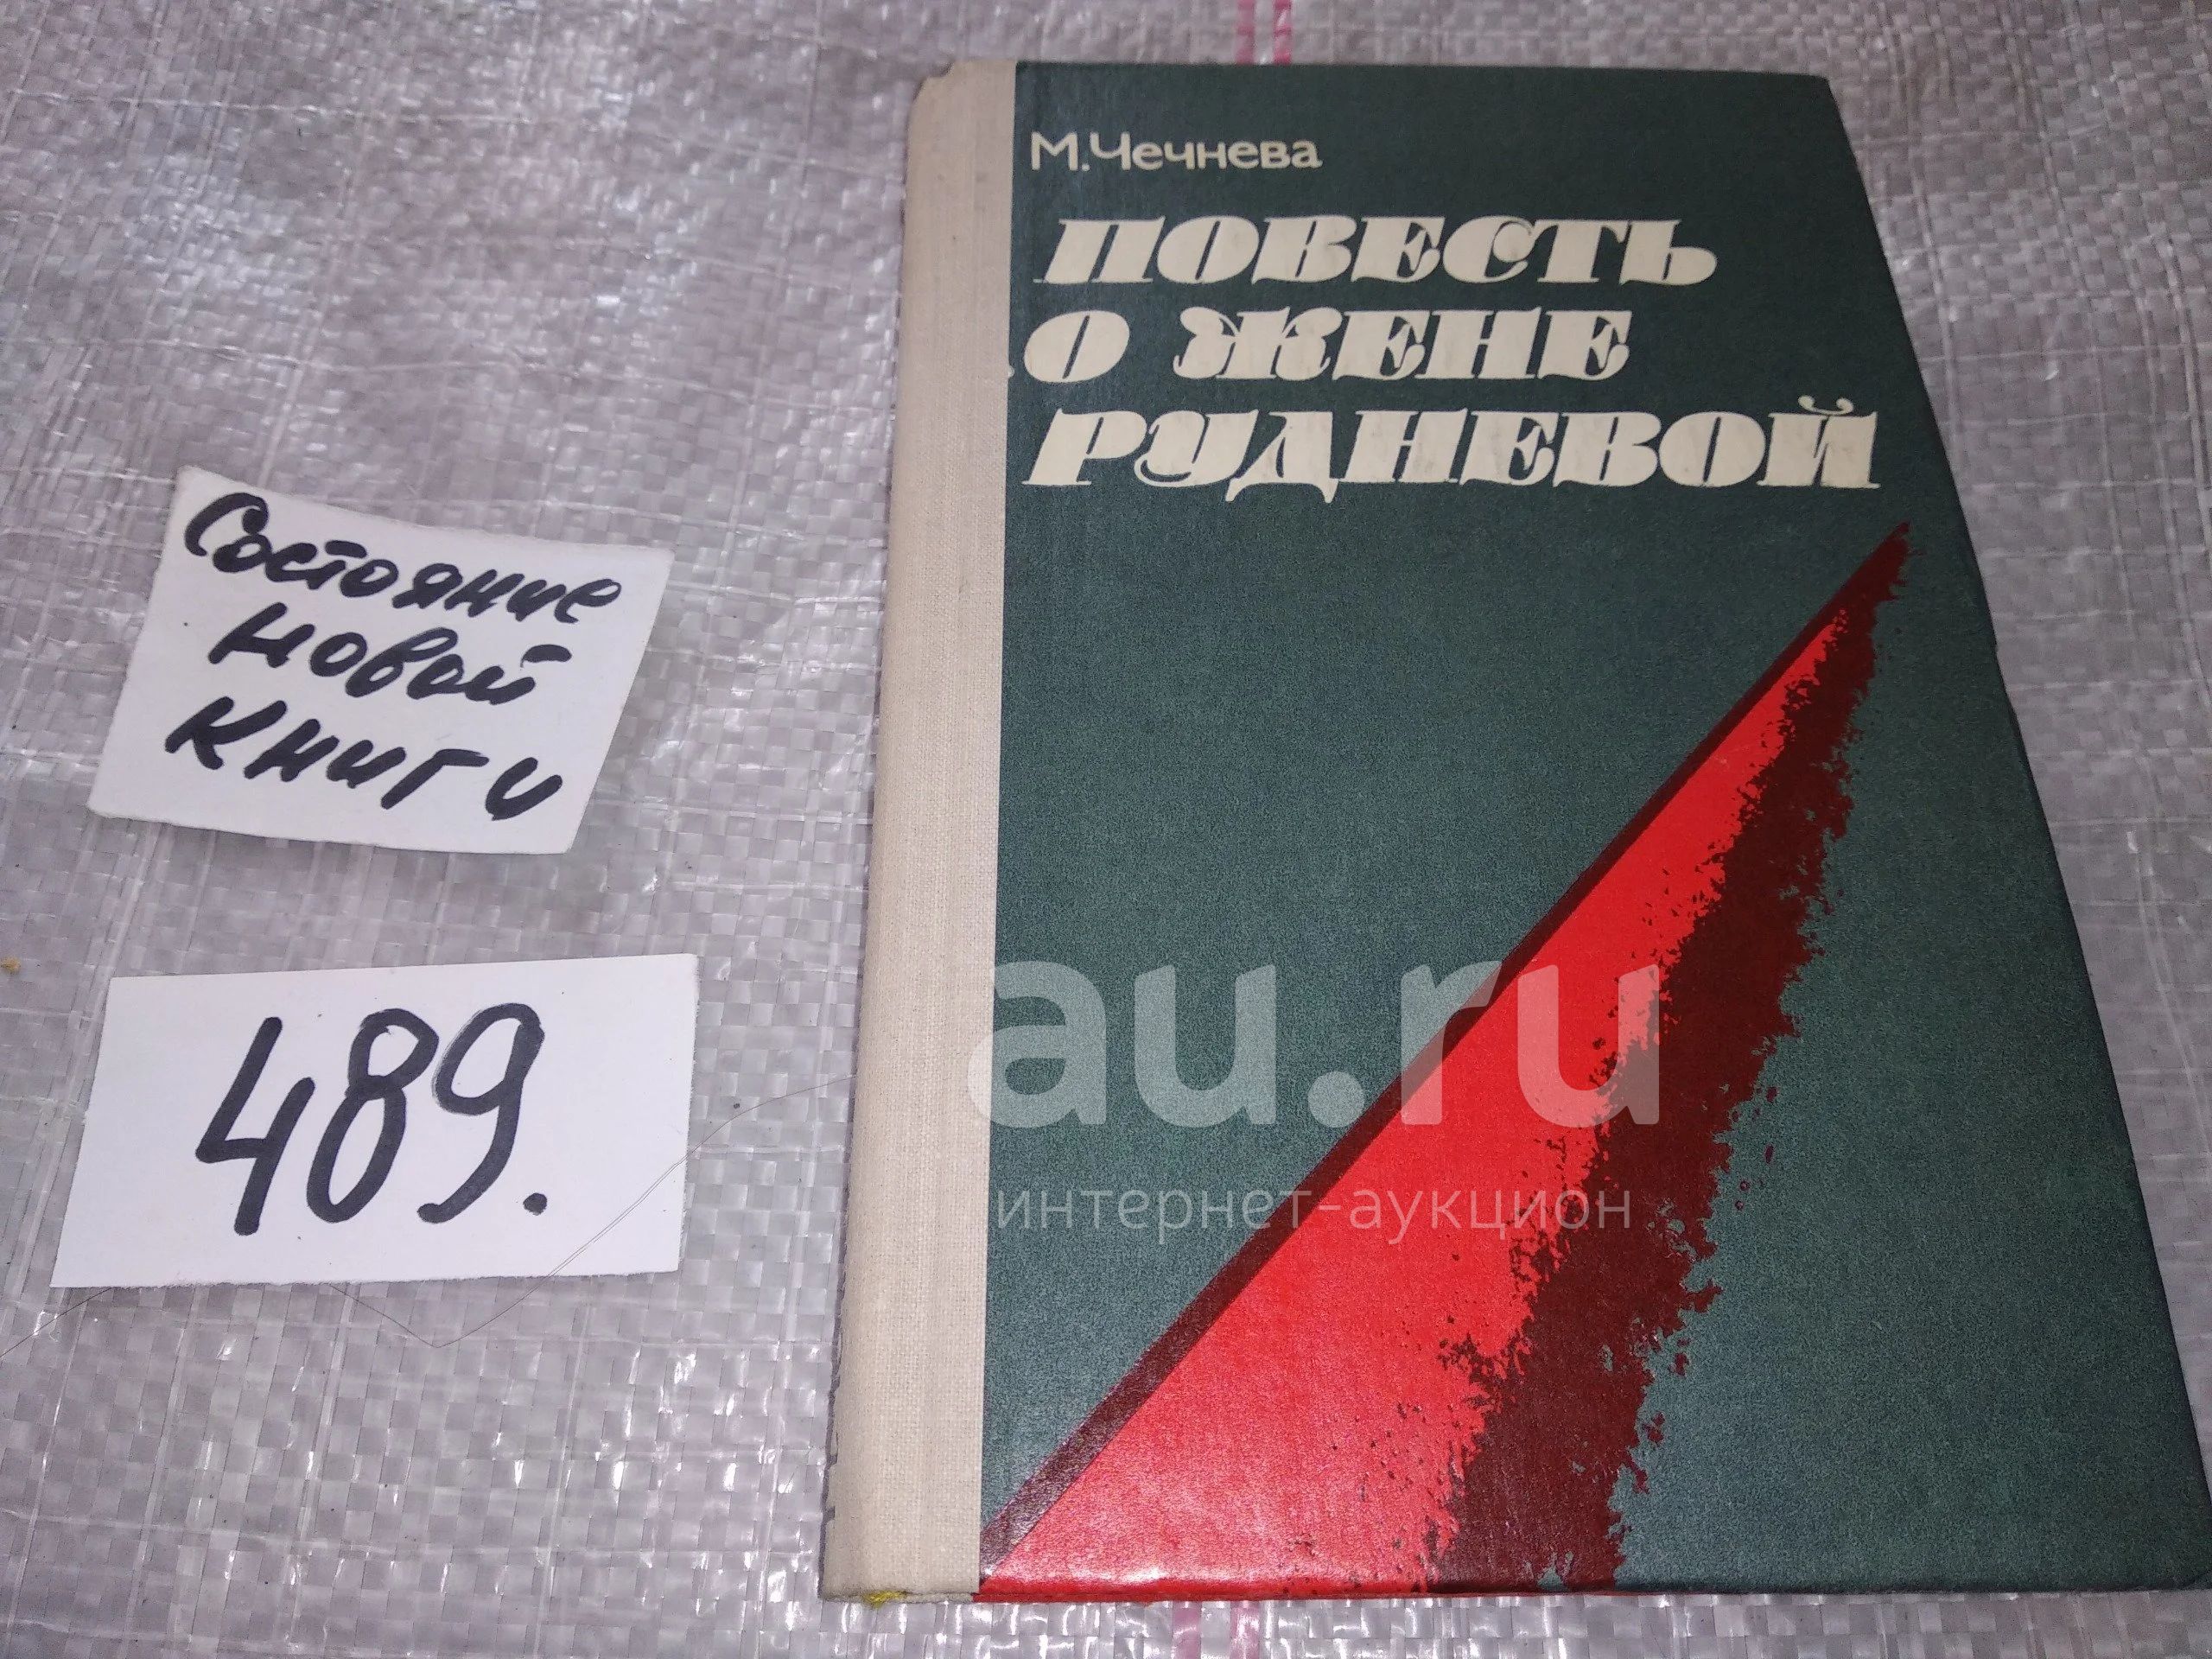 М.Чечнева
ПОВЕСТЬ
О ЖЕНЕ
РУДНЕВОЙ
Состояние
новой
книги
489.
au.ru
интернет-аукцион